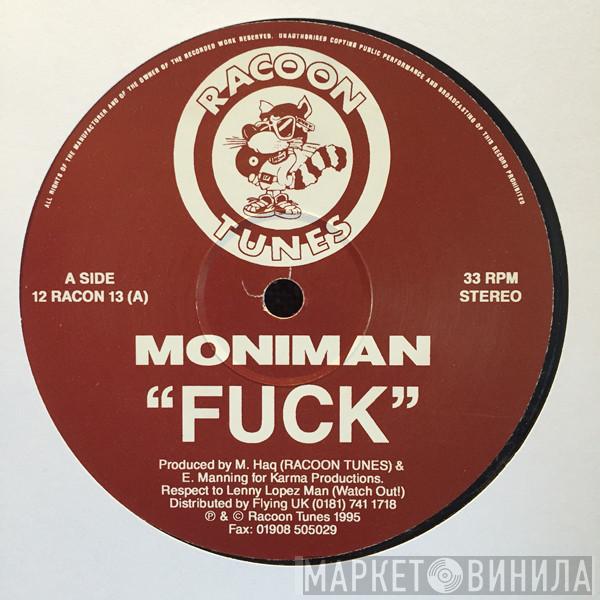 ALL RIGHTS OF THE MANUFACTURER AND OF THE OWNER OF THE RECORDED WORK RESERVED. UNAUTHORISED COPYING PUBLIC PERFORMANCE AND BROADCASTING OF THIS RECORD PROHIBITED
RACOON
TUNES
A SIDE
12 RACON 13 (A)
33 RPM
STEREO
MONIMAN
“FUCK”
Produced by M. Haq (RACOON TUNES) &
E. Manning for Karma Productions.
Respect to Lenny Lopez Man (Watch Out!)
Distributed by Flying UK (0181) 741 1718
℗ & © Racoon Tunes 1995
Fax: 01908 505029
МАРКЕТ ВИНИЛА